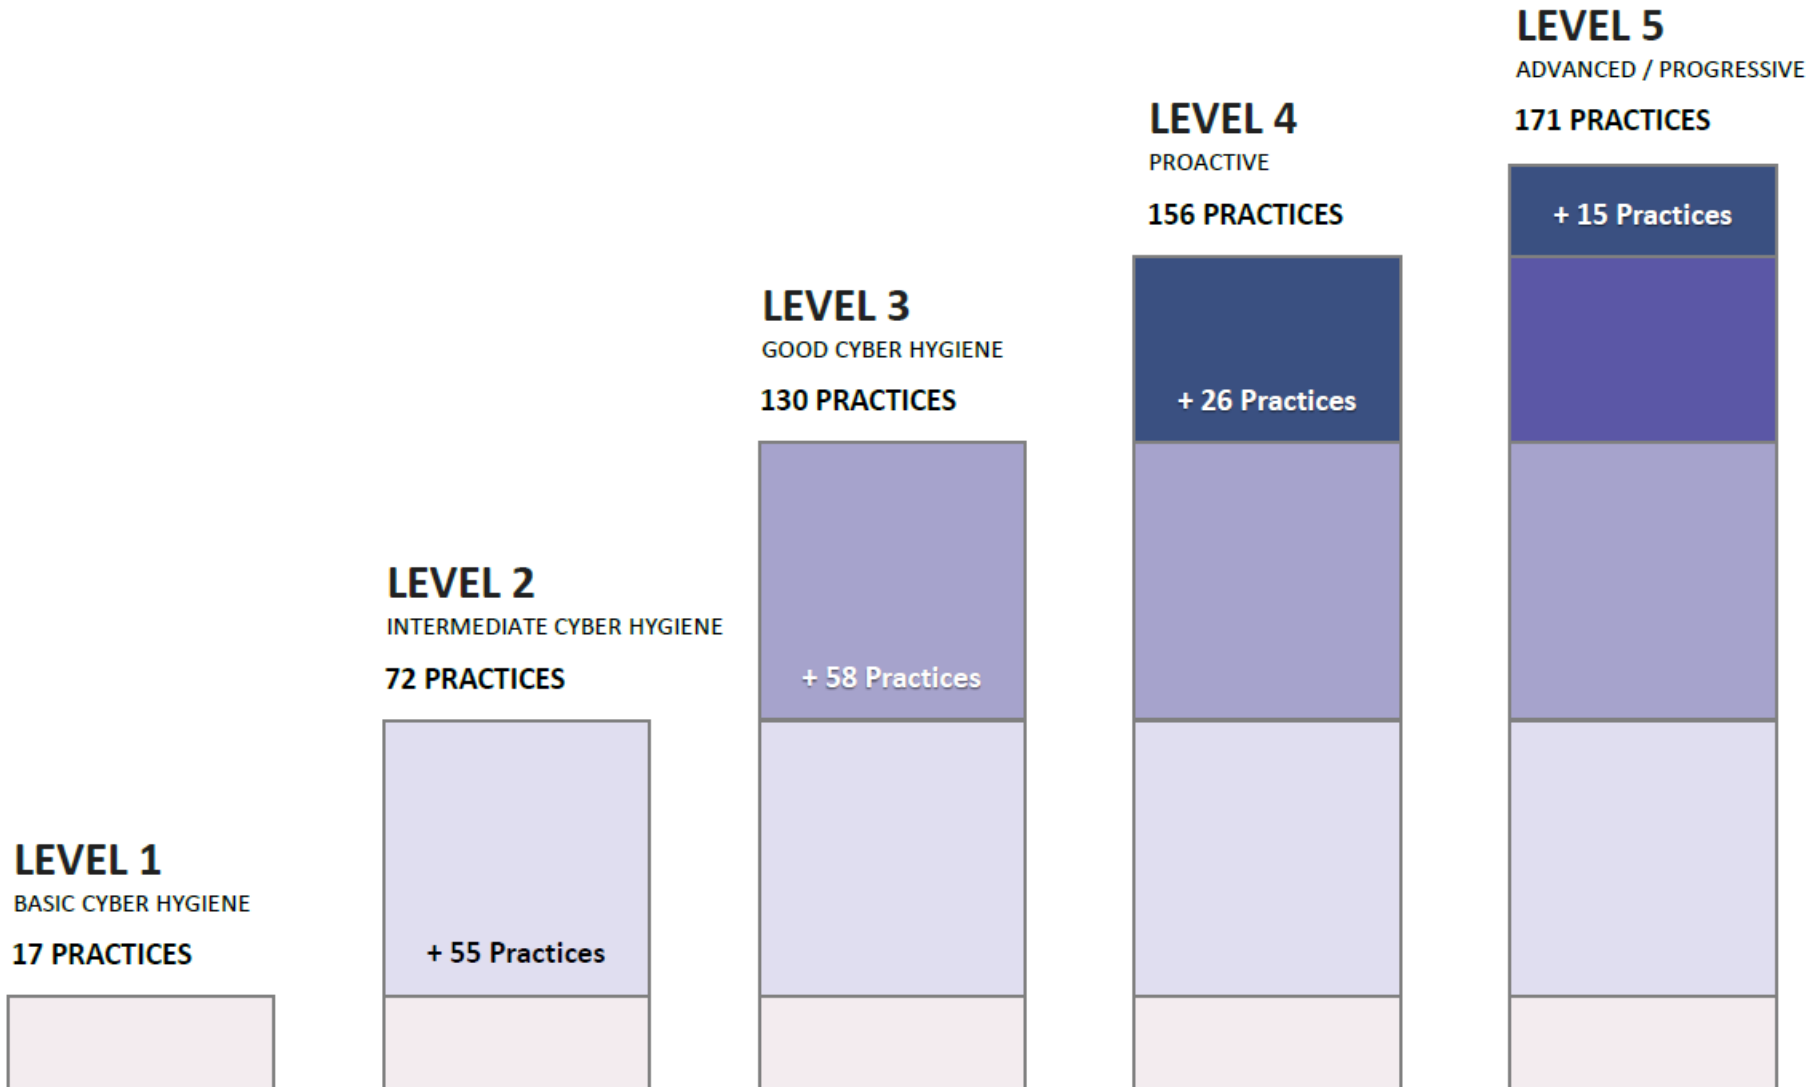 LEVEL 1
BASIC CYBER HYGIENE
17 PRACTICES
LEVEL 2
INTERMEDIATE CYBER HYGIENE
72 PRACTICES
+ 55 Practices
LEVEL 3
GOOD CYBER HYGIENE
130 PRACTICES
+ 58 Practices
LEVEL 4
PROACTIVE
156 PRACTICES
+ 26 Practices
LEVEL 5
ADVANCED / PROGRESSIVE
171 PRACTICES
+ 15 Practices